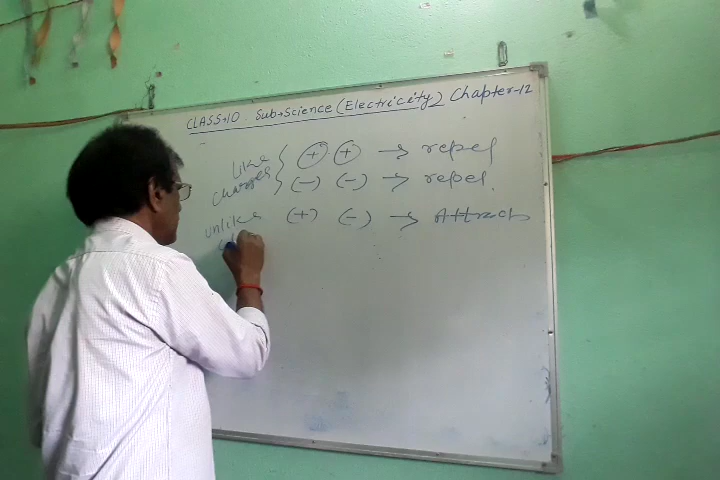 CLASS-10. Sub:Science (Electricity) Chapter-12
Like (+) (+) → repel
charges (-) (-) → repel.
unlike (+) (-) → Attract